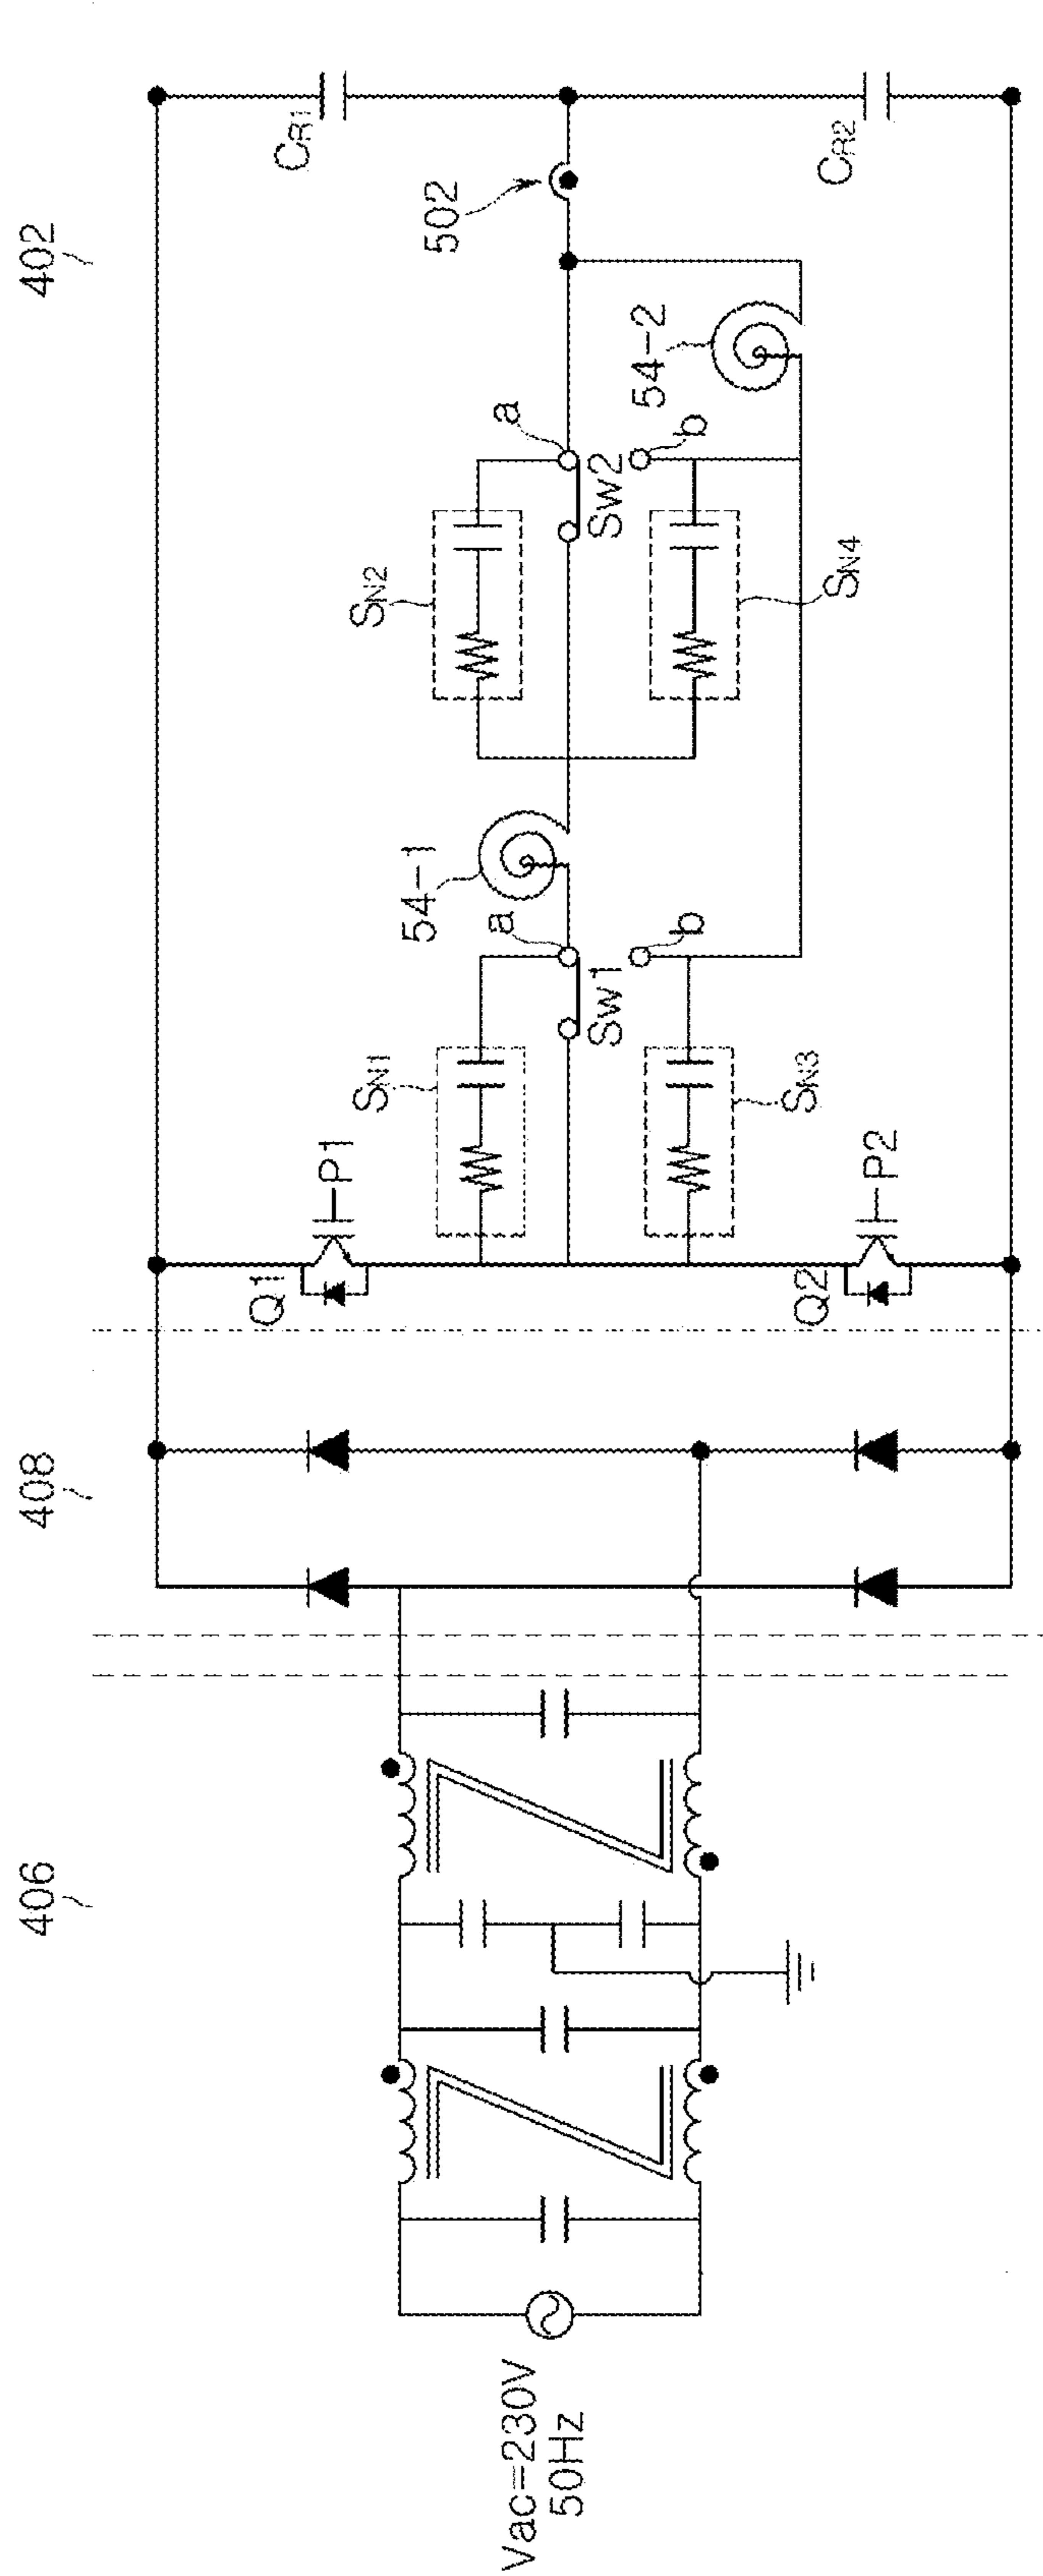 406
408
402
Vac=230V
50Hz
Q1
P1
Q2
P2
SN1
SN3
Sw1
a
b
54-1
SN2
SN4
Sw2
a
b
54-2
502
CR1
CR2